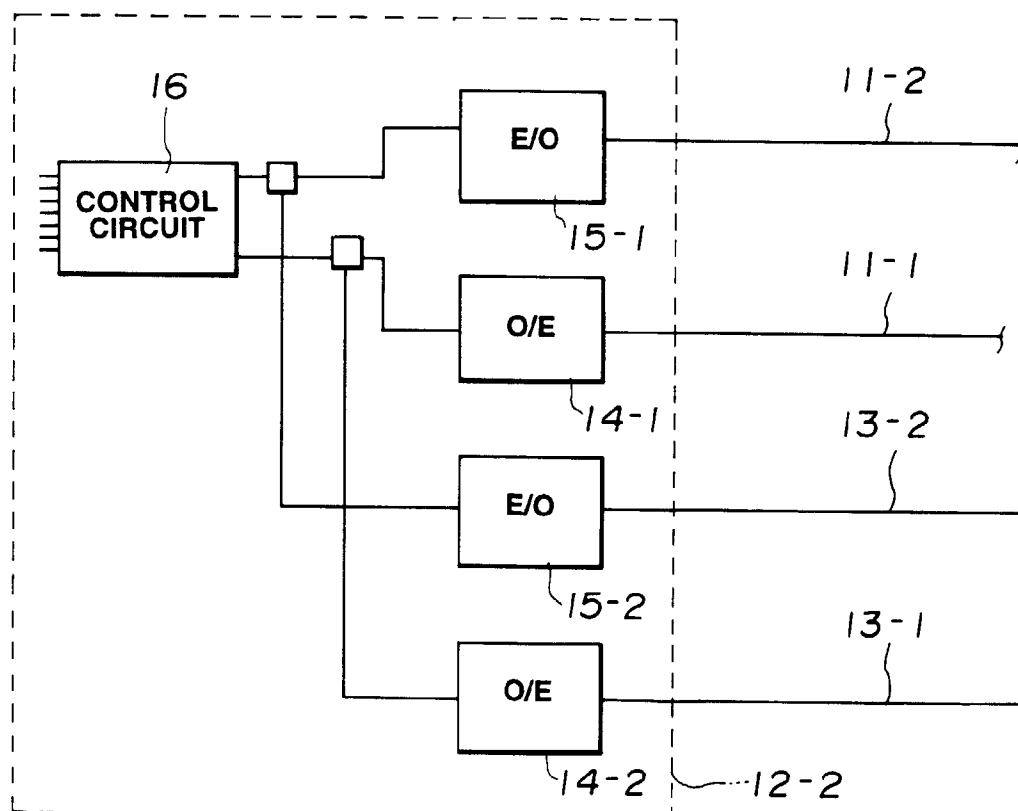 16
11-2
E/O
CONTROL
CIRCUIT
15-1
11-1
O/E
14-1
13-2
E/O
15-2
13-1
O/E
14-2
12-2